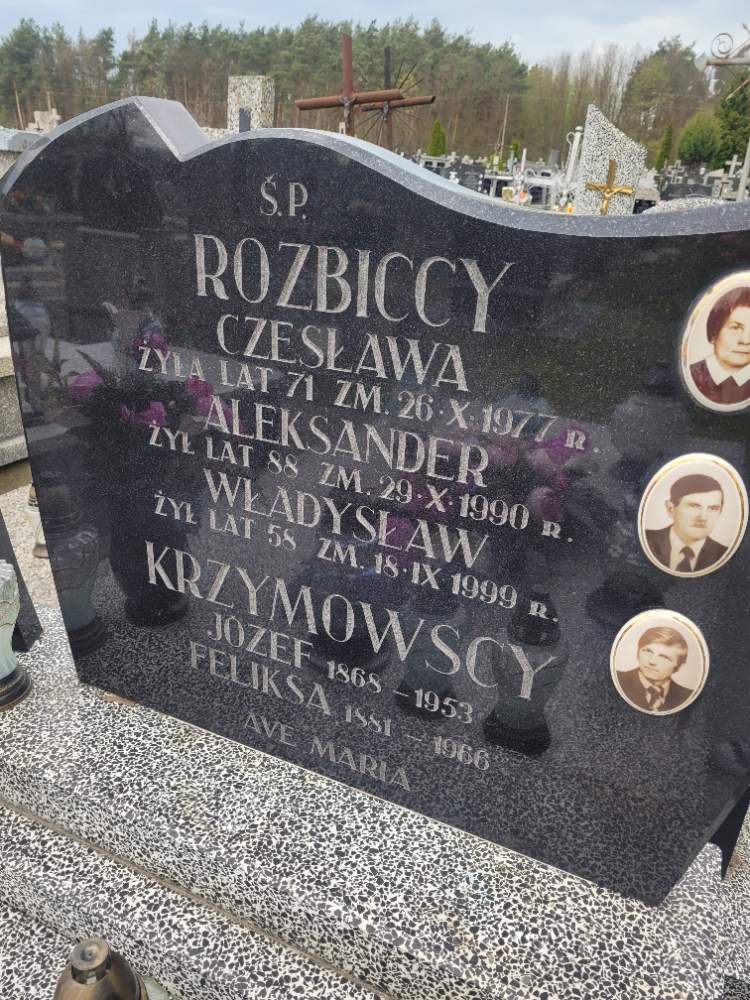 Ś.P.
ROZBICCY
CZESŁAWA
ŻYŁA LAT 71 ZM. 26·X·1977 R.
ALEKSANDER
ŻYŁ LAT 88 ZM. 29·X·1990 R.
WŁADYSŁAW
ŻYŁ LAT 58 ZM. 18·IX 1999 R.
KRZYMOWSCY
JÓZEF 1868 – 1953
FELIKSA 1881 – 1966
AVE MARIA